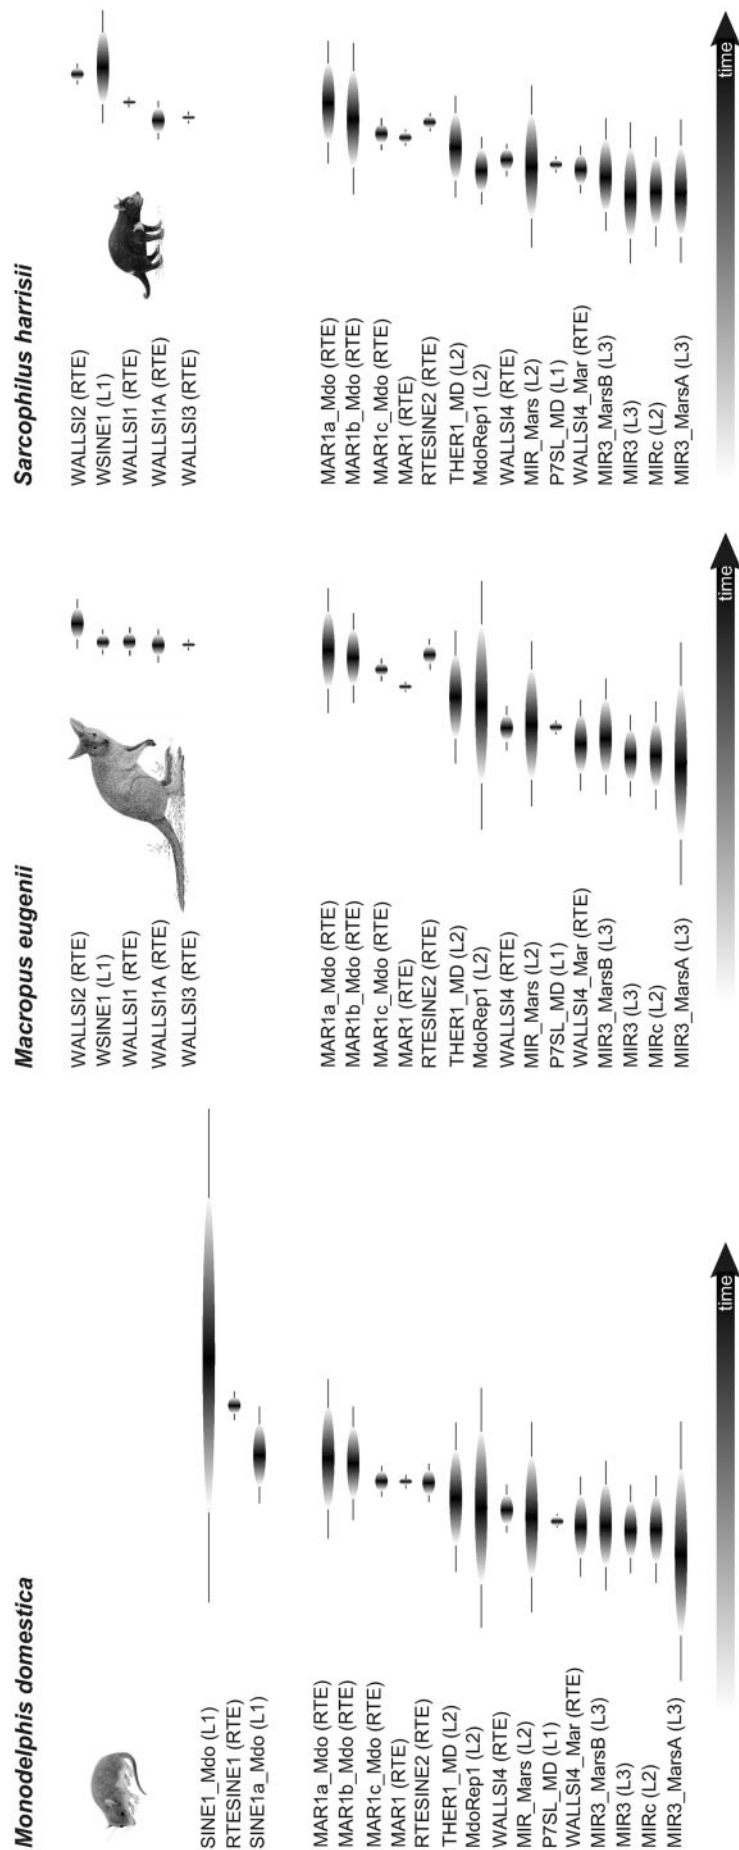 Monodelphis domestica
SINE1_Mdo (L1)
RTESINE1 (RTE)
SINE1a_Mdo (L1)
MAR1a_Mdo (RTE)
MAR1b_Mdo (RTE)
MAR1c_Mdo (RTE)
MAR1 (RTE)
RTESINE2 (RTE)
THER1_MD (L2)
MdoRep1 (L2)
WALLSI4 (RTE)
MIR_Mars (L2)
P7SL_MD (L1)
WALLSI4_Mar (RTE)
MIR3_MarsB (L3)
MIR3 (L3)
MIRc (L2)
MIR3_MarsA (L3)
time
Macropus eugenii
WALLSI2 (RTE)
WSINE1 (L1)
WALLSI1 (RTE)
WALLSI1A (RTE)
WALLSI3 (RTE)
MAR1a_Mdo (RTE)
MAR1b_Mdo (RTE)
MAR1c_Mdo (RTE)
MAR1 (RTE)
RTESINE2 (RTE)
THER1_MD (L2)
MdoRep1 (L2)
WALLSI4 (RTE)
MIR_Mars (L2)
P7SL_MD (L1)
WALLSI4_Mar (RTE)
MIR3_MarsB (L3)
MIR3 (L3)
MIRc (L2)
MIR3_MarsA (L3)
time
Sarcophilus harrisii
WALLSI2 (RTE)
WSINE1 (L1)
WALLSI1 (RTE)
WALLSI1A (RTE)
WALLSI3 (RTE)
MAR1a_Mdo (RTE)
MAR1b_Mdo (RTE)
MAR1c_Mdo (RTE)
MAR1 (RTE)
RTESINE2 (RTE)
THER1_MD (L2)
MdoRep1 (L2)
WALLSI4 (RTE)
MIR_Mars (L2)
P7SL_MD (L1)
WALLSI4_Mar (RTE)
MIR3_MarsB (L3)
MIR3 (L3)
MIRc (L2)
MIR3_MarsA (L3)
time